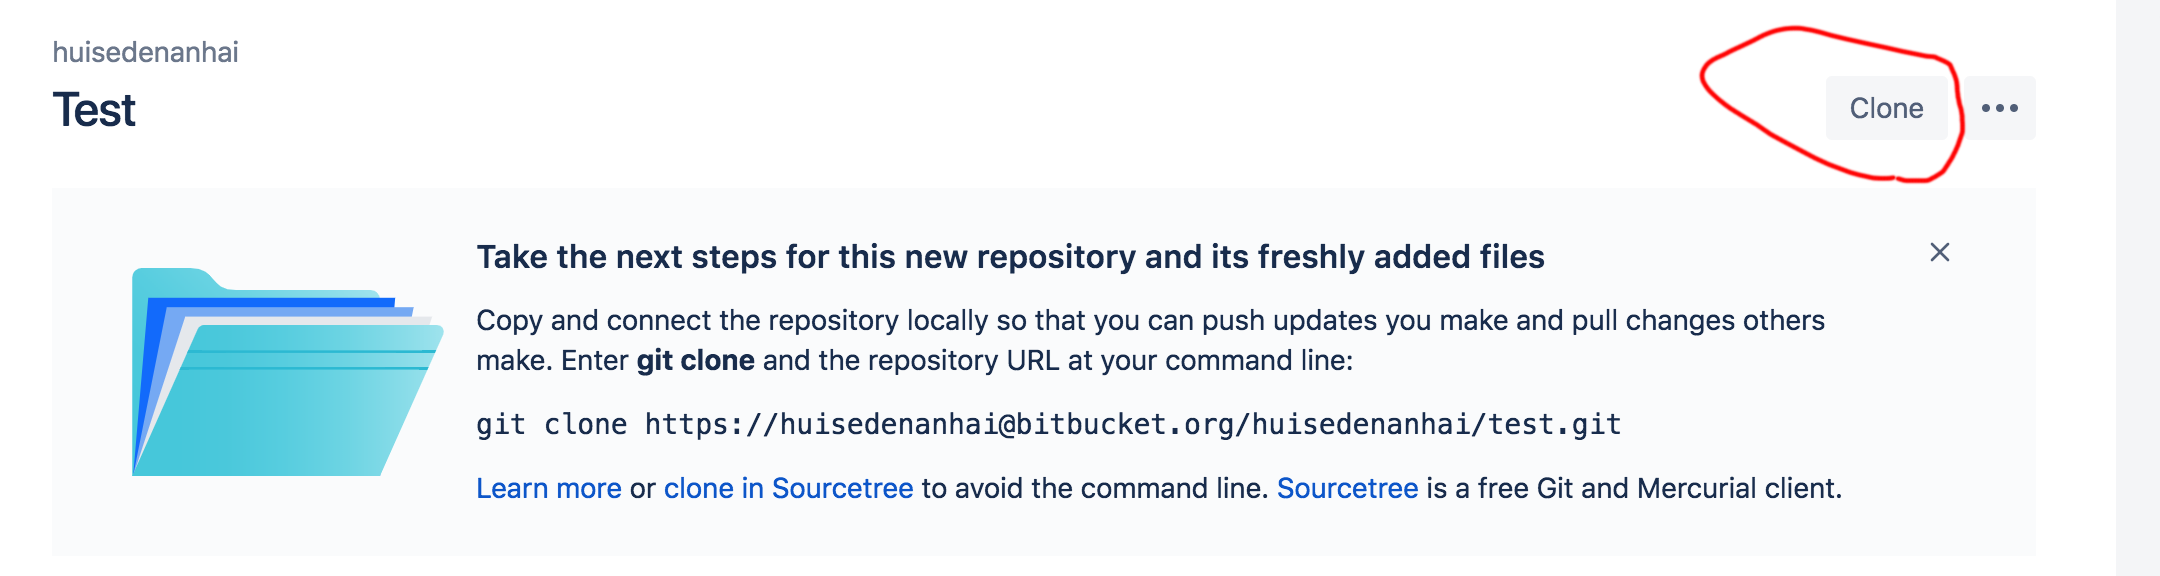 huisedenanhai
Test
Clone
•••
Take the next steps for this new repository and its freshly added files
Copy and connect the repository locally so that you can push updates you make and pull changes others
make. Enter git clone and the repository URL at your command line:
git clone https://huisedenanhai@bitbucket.org/huisedenanhai/test.git
Learn more or clone in Sourcetree to avoid the command line. Sourcetree is a free Git and Mercurial client.